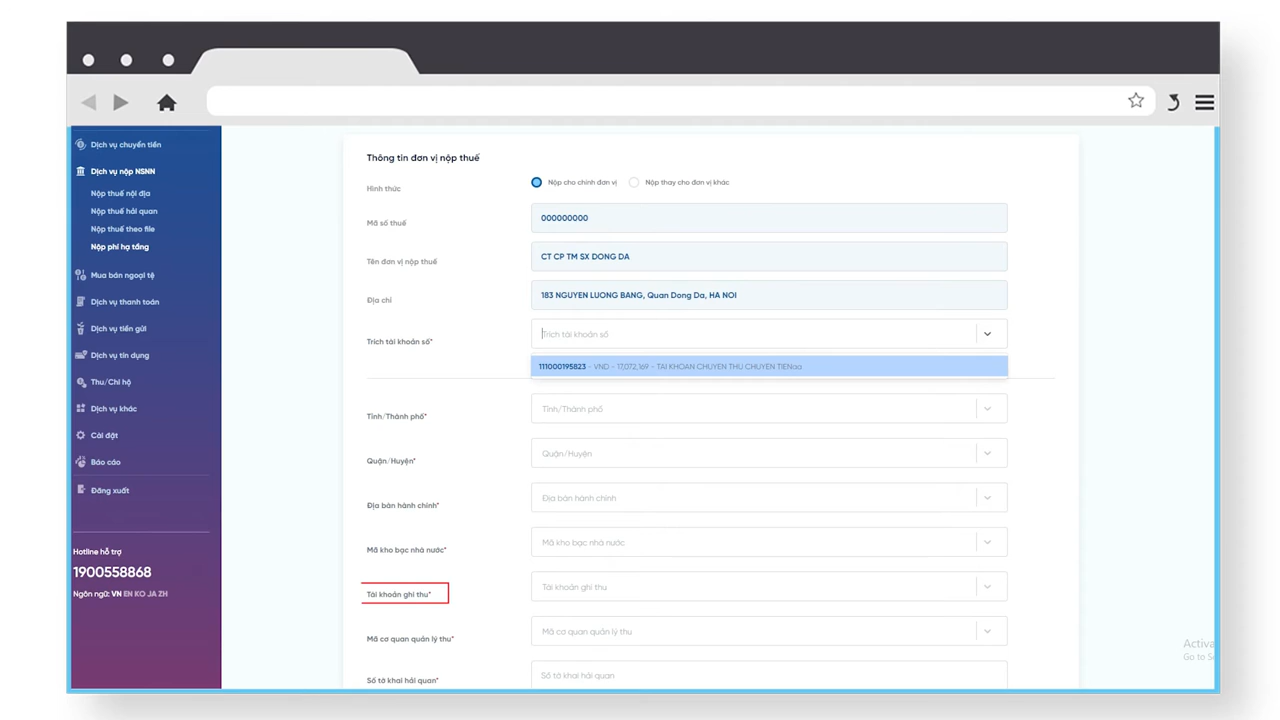 Dịch vụ chuyển tiền
Dịch vụ nộp NSNN
Nộp thuế nội địa
Nộp thuế hải quan
Nộp thuế theo file
Nộp phí hạ tầng
Mua bán ngoại tệ
Dịch vụ thanh toán
Dịch vụ tiền gửi
Dịch vụ tín dụng
Thu/Chi hộ
Dịch vụ khác
Cài đặt
Báo cáo
Đăng xuất
Hotline hỗ trợ
1900558868
Ngôn ngữ: VN EN KO JA ZH
Thông tin đơn vị nộp thuế
Hình thức
Nộp cho chính đơn vị
Nộp thay cho đơn vị khác
Mã số thuế
000000000
Tên đơn vị nộp thuế
CT CP TM SX DONG DA
Địa chỉ
183 NGUYEN LUONG BANG, Quan Dong Da, HA NOI
Trích tài khoản số*
Trích tài khoản số
111000195823 - VND - 17,072,169 - TAI KHOAN CHUYEN THU CHUYEN TIENaa
Tỉnh/Thành phố*
Tỉnh/Thành phố
Quận/Huyện*
Quận/Huyện
Địa bàn hành chính*
Địa bàn hành chính
Mã kho bạc nhà nước*
Mã kho bạc nhà nước
Tài khoản ghi thu*
Tài khoản ghi thu
Mã cơ quan quản lý thu*
Mã cơ quan quản lý thu
Số tờ khai hải quan*
Số tờ khai hải quan
Activa
Go to S